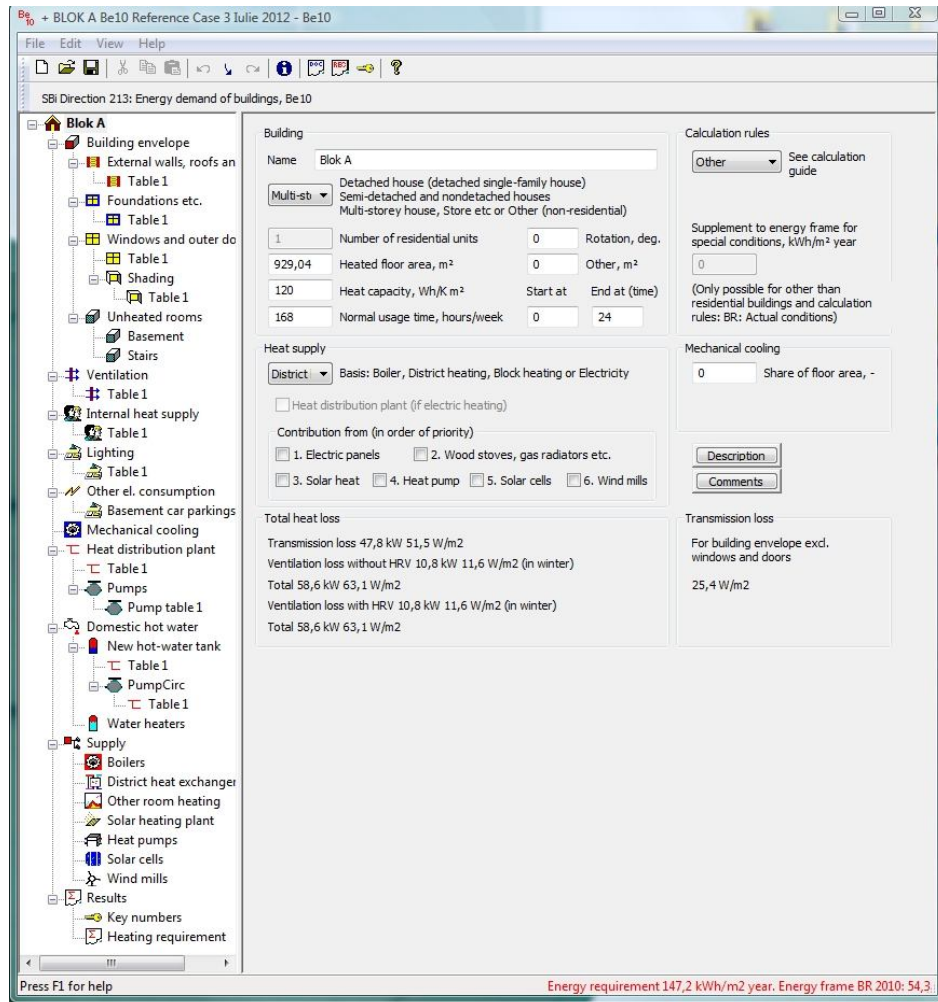 Be10 + BLOK A Be10 Reference Case 3 Iulie 2012 - Be10
File Edit View Help
SBi Direction 213: Energy demand of buildings, Be10
Blok A
Building envelope
External walls, roofs an
Table 1
Foundations etc.
Table 1
Windows and outer do
Table 1
Shading
Table 1
Unheated rooms
Basement
Stairs
Ventilation
Table 1
Internal heat supply
Table 1
Lighting
Table 1
Other el. consumption
Basement car parkings
Mechanical cooling
Heat distribution plant
Table 1
Pumps
Pump table 1
Domestic hot water
New hot-water tank
Table 1
PumpCirc
Table 1
Water heaters
Supply
Boilers
District heat exchanger
Other room heating
Solar heating plant
Heat pumps
Solar cells
Wind mills
Results
Key numbers
Heating requirement
Building
Name Blok A
Multi-sto
Detached house (detached single-family house)
Semi-detached and nondetached houses
Multi-storey house, Store etc or Other (non-residential)
1 Number of residential units 0 Rotation, deg.
929,04 Heated floor area, m² 0 Other, m²
120 Heat capacity, Wh/K m² Start at End at (time)
168 Normal usage time, hours/week 0 24
Calculation rules
Other See calculation
guide
Supplement to energy frame for
special conditions, kWh/m² year
0
(Only possible for other than
residential buildings and calculation
rules: BR: Actual conditions)
Heat supply
District Basis: Boiler, District heating, Block heating or Electricity
Heat distribution plant (if electric heating)
Contribution from (in order of priority)
1. Electric panels 2. Wood stoves, gas radiators etc.
3. Solar heat 4. Heat pump 5. Solar cells 6. Wind mills
Mechanical cooling
0 Share of floor area, -
Description
Comments
Total heat loss
Transmission loss 47,8 kW 51,5 W/m2
Ventilation loss without HRV 10,8 kW 11,6 W/m2 (in winter)
Total 58,6 kW 63,1 W/m2
Ventilation loss with HRV 10,8 kW 11,6 W/m2 (in winter)
Total 58,6 kW 63,1 W/m2
Transmission loss
For building envelope excl.
windows and doors
25,4 W/m2
Press F1 for help
Energy requirement 147,2 kWh/m2 year. Energy frame BR 2010: 54,3